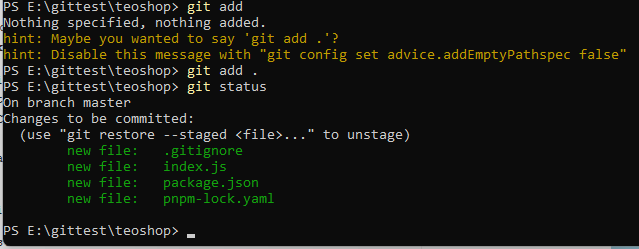 PS E:\gittest\teoshop> git add
Nothing specified, nothing added.
hint: Maybe you wanted to say 'git add .'?
hint: Disable this message with "git config set advice.addEmptyPathspec false"
PS E:\gittest\teoshop> git add .
PS E:\gittest\teoshop> git status
On branch master
Changes to be committed:
  (use "git restore --staged <file>..." to unstage)
        new file:   .gitignore
        new file:   index.js
        new file:   package.json
        new file:   pnpm-lock.yaml
PS E:\gittest\teoshop>